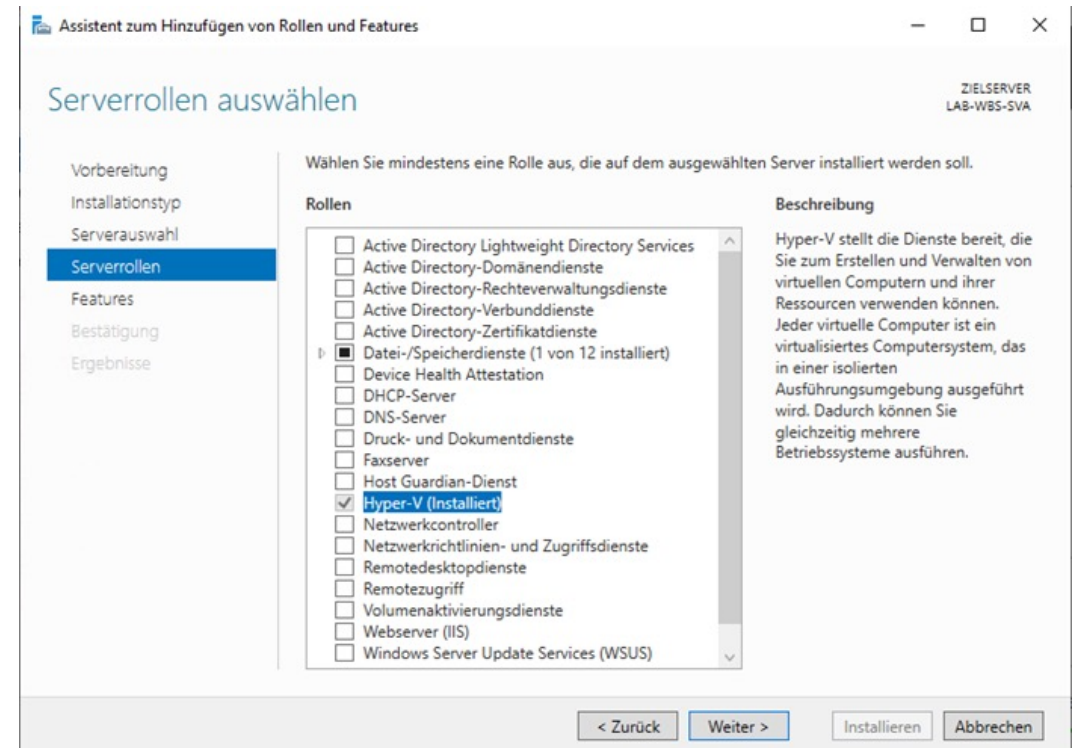 Assistent zum Hinzufügen von Rollen und Features
Serverrollen auswählen
ZIELSERVER
LAB-WBS-SVA
Vorbereitung
Installationstyp
Serverauswahl
Serverrollen
Features
Bestätigung
Ergebnisse
Wählen Sie mindestens eine Rolle aus, die auf dem ausgewählten Server installiert werden soll.
Rollen
Active Directory Lightweight Directory Services
Active Directory-Domänendienste
Active Directory-Rechteverwaltungsdienste
Active Directory-Verbunddienste
Active Directory-Zertifikatdienste
Datei-/Speicherdienste (1 von 12 installiert)
Device Health Attestation
DHCP-Server
DNS-Server
Druck- und Dokumentdienste
Faxserver
Host Guardian-Dienst
Hyper-V (Installiert)
Netzwerkcontroller
Netzwerkrichtlinien- und Zugriffsdienste
Remotedesktopdienste
Remotezugriff
Volumenaktivierungsdienste
Webserver (IIS)
Windows Server Update Services (WSUS)
Beschreibung
Hyper-V stellt die Dienste bereit, die
Sie zum Erstellen und Verwalten von
virtuellen Computern und ihrer
Ressourcen verwenden können.
Jeder virtuelle Computer ist ein
virtualisiertes Computersystem, das
in einer isolierten
Ausführungsumgebung ausgeführt
wird. Dadurch können Sie
gleichzeitig mehrere
Betriebssysteme ausführen.
< Zurück
Weiter >
Installieren
Abbrechen